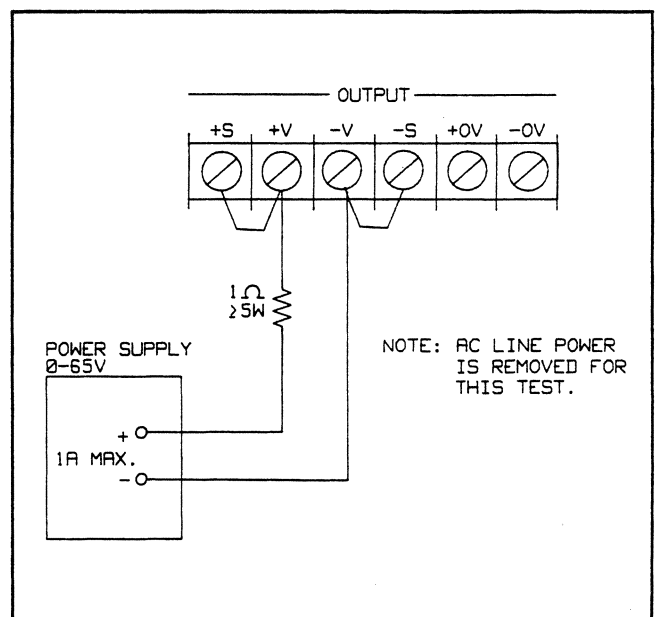 OUTPUT
+S +V -V -S +OV -OV
1Ω
≥5W
POWER SUPPLY
0-65V
NOTE: AC LINE POWER
IS REMOVED FOR
THIS TEST.
+
1A MAX.
-